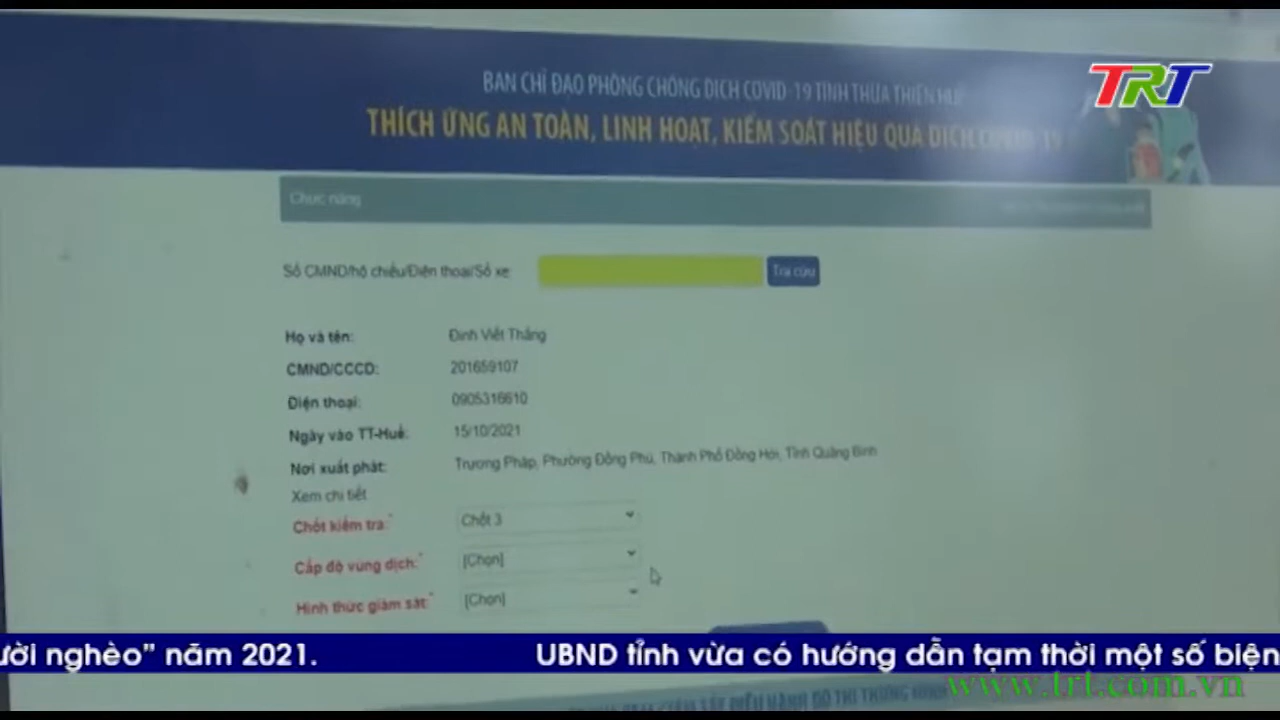 TRT
BAN CHỈ ĐẠO PHÒNG CHỐNG DỊCH COVID-19 TỈNH THỪA THIÊN HUẾ
THÍCH ỨNG AN TOÀN, LINH HOẠT, KIỂM SOÁT HIỆU QUẢ DỊCH COVID-19
Chức năng
Số CMND/hộ chiếu/Điện thoại/Số xe Tra cứu
Họ và tên: Đinh Viết Thắng
CMND/CCCD: 201659107
Điện thoại: 0905316610
Ngày vào TT-Huế: 15/10/2021
Nơi xuất phát: Trương Pháp, Phường Đồng Phú, Thành Phố Đồng Hới, Tỉnh Quảng Bình
Xem chi tiết
Chốt kiểm tra:* Chốt 3
Cấp độ vùng dịch:* [Chọn]
Hình thức giám sát:* [Chọn]
ười nghèo" năm 2021. UBND tỉnh vừa có hướng dẫn tạm thời một số biện
www.trt.com.vn